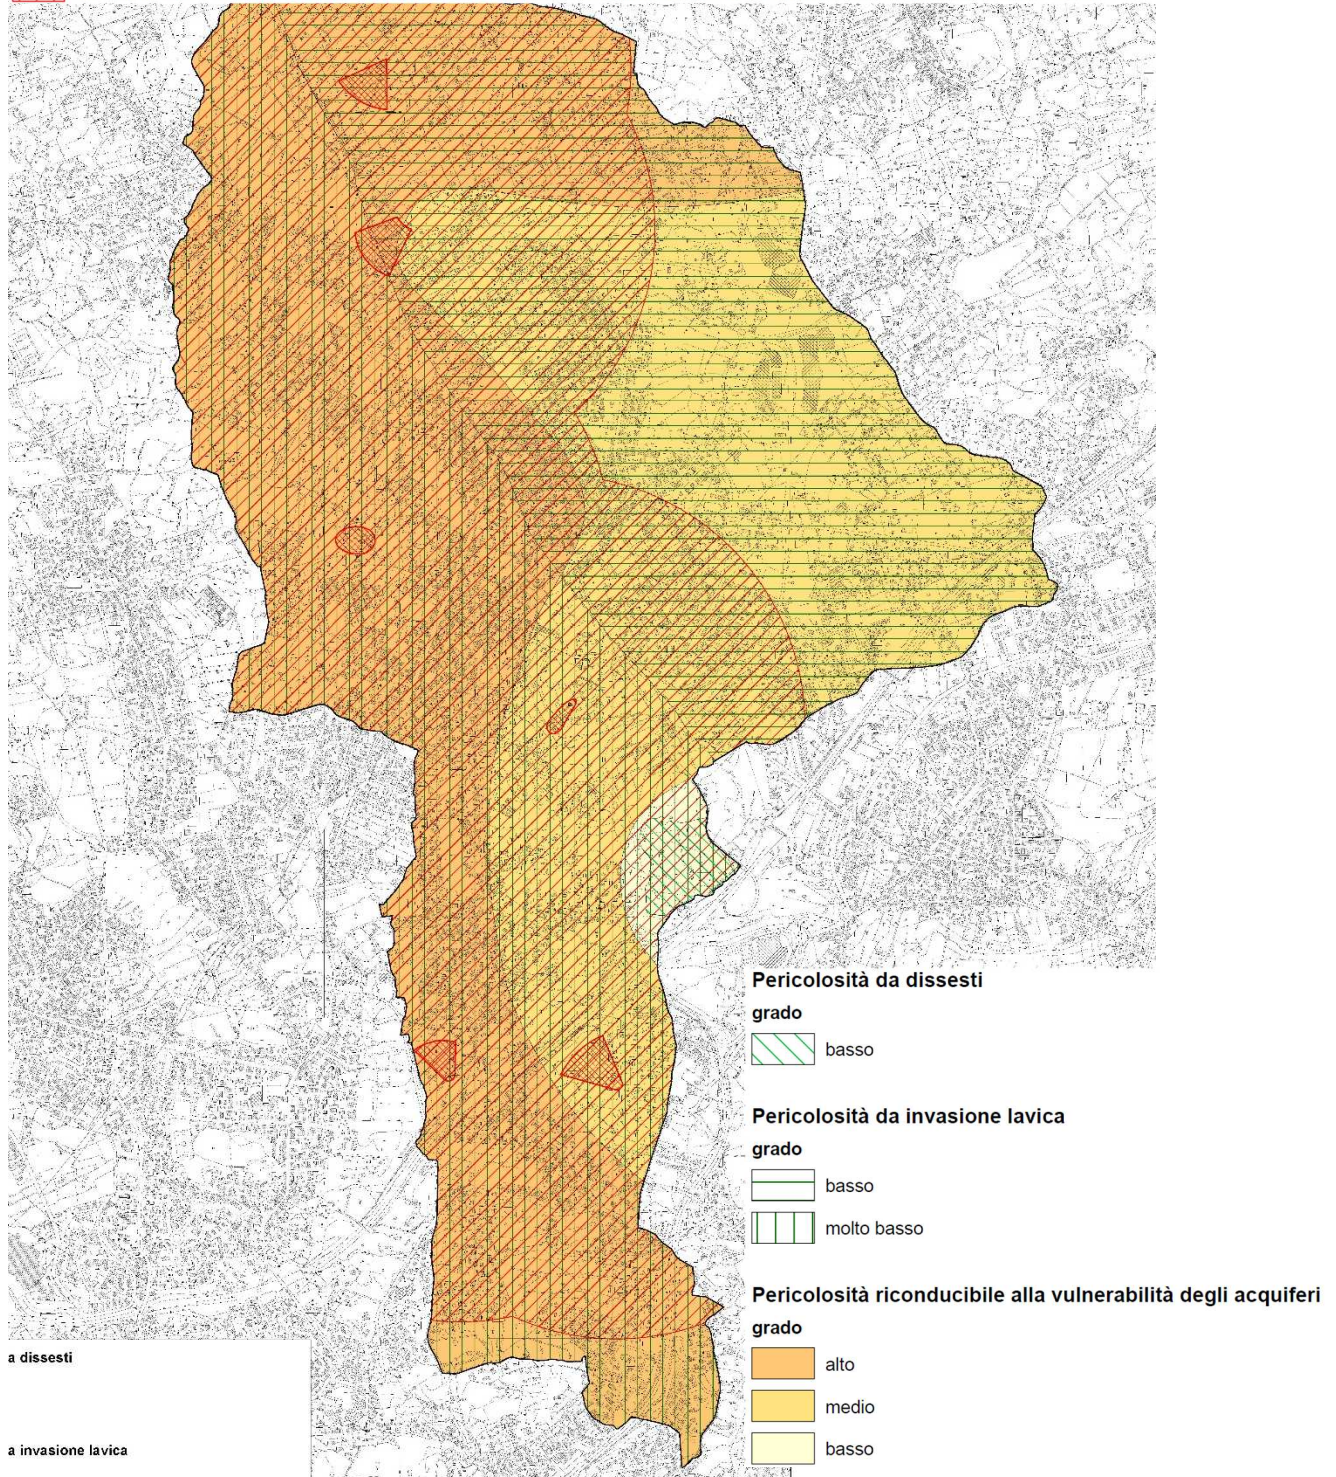 Pericolosità da dissesti
grado
basso
Pericolosità da invasione lavica
grado
basso
molto basso
Pericolosità riconducibile alla vulnerabilità degli acquiferi
grado
alto
medio
basso
a dissesti
a invasione lavica